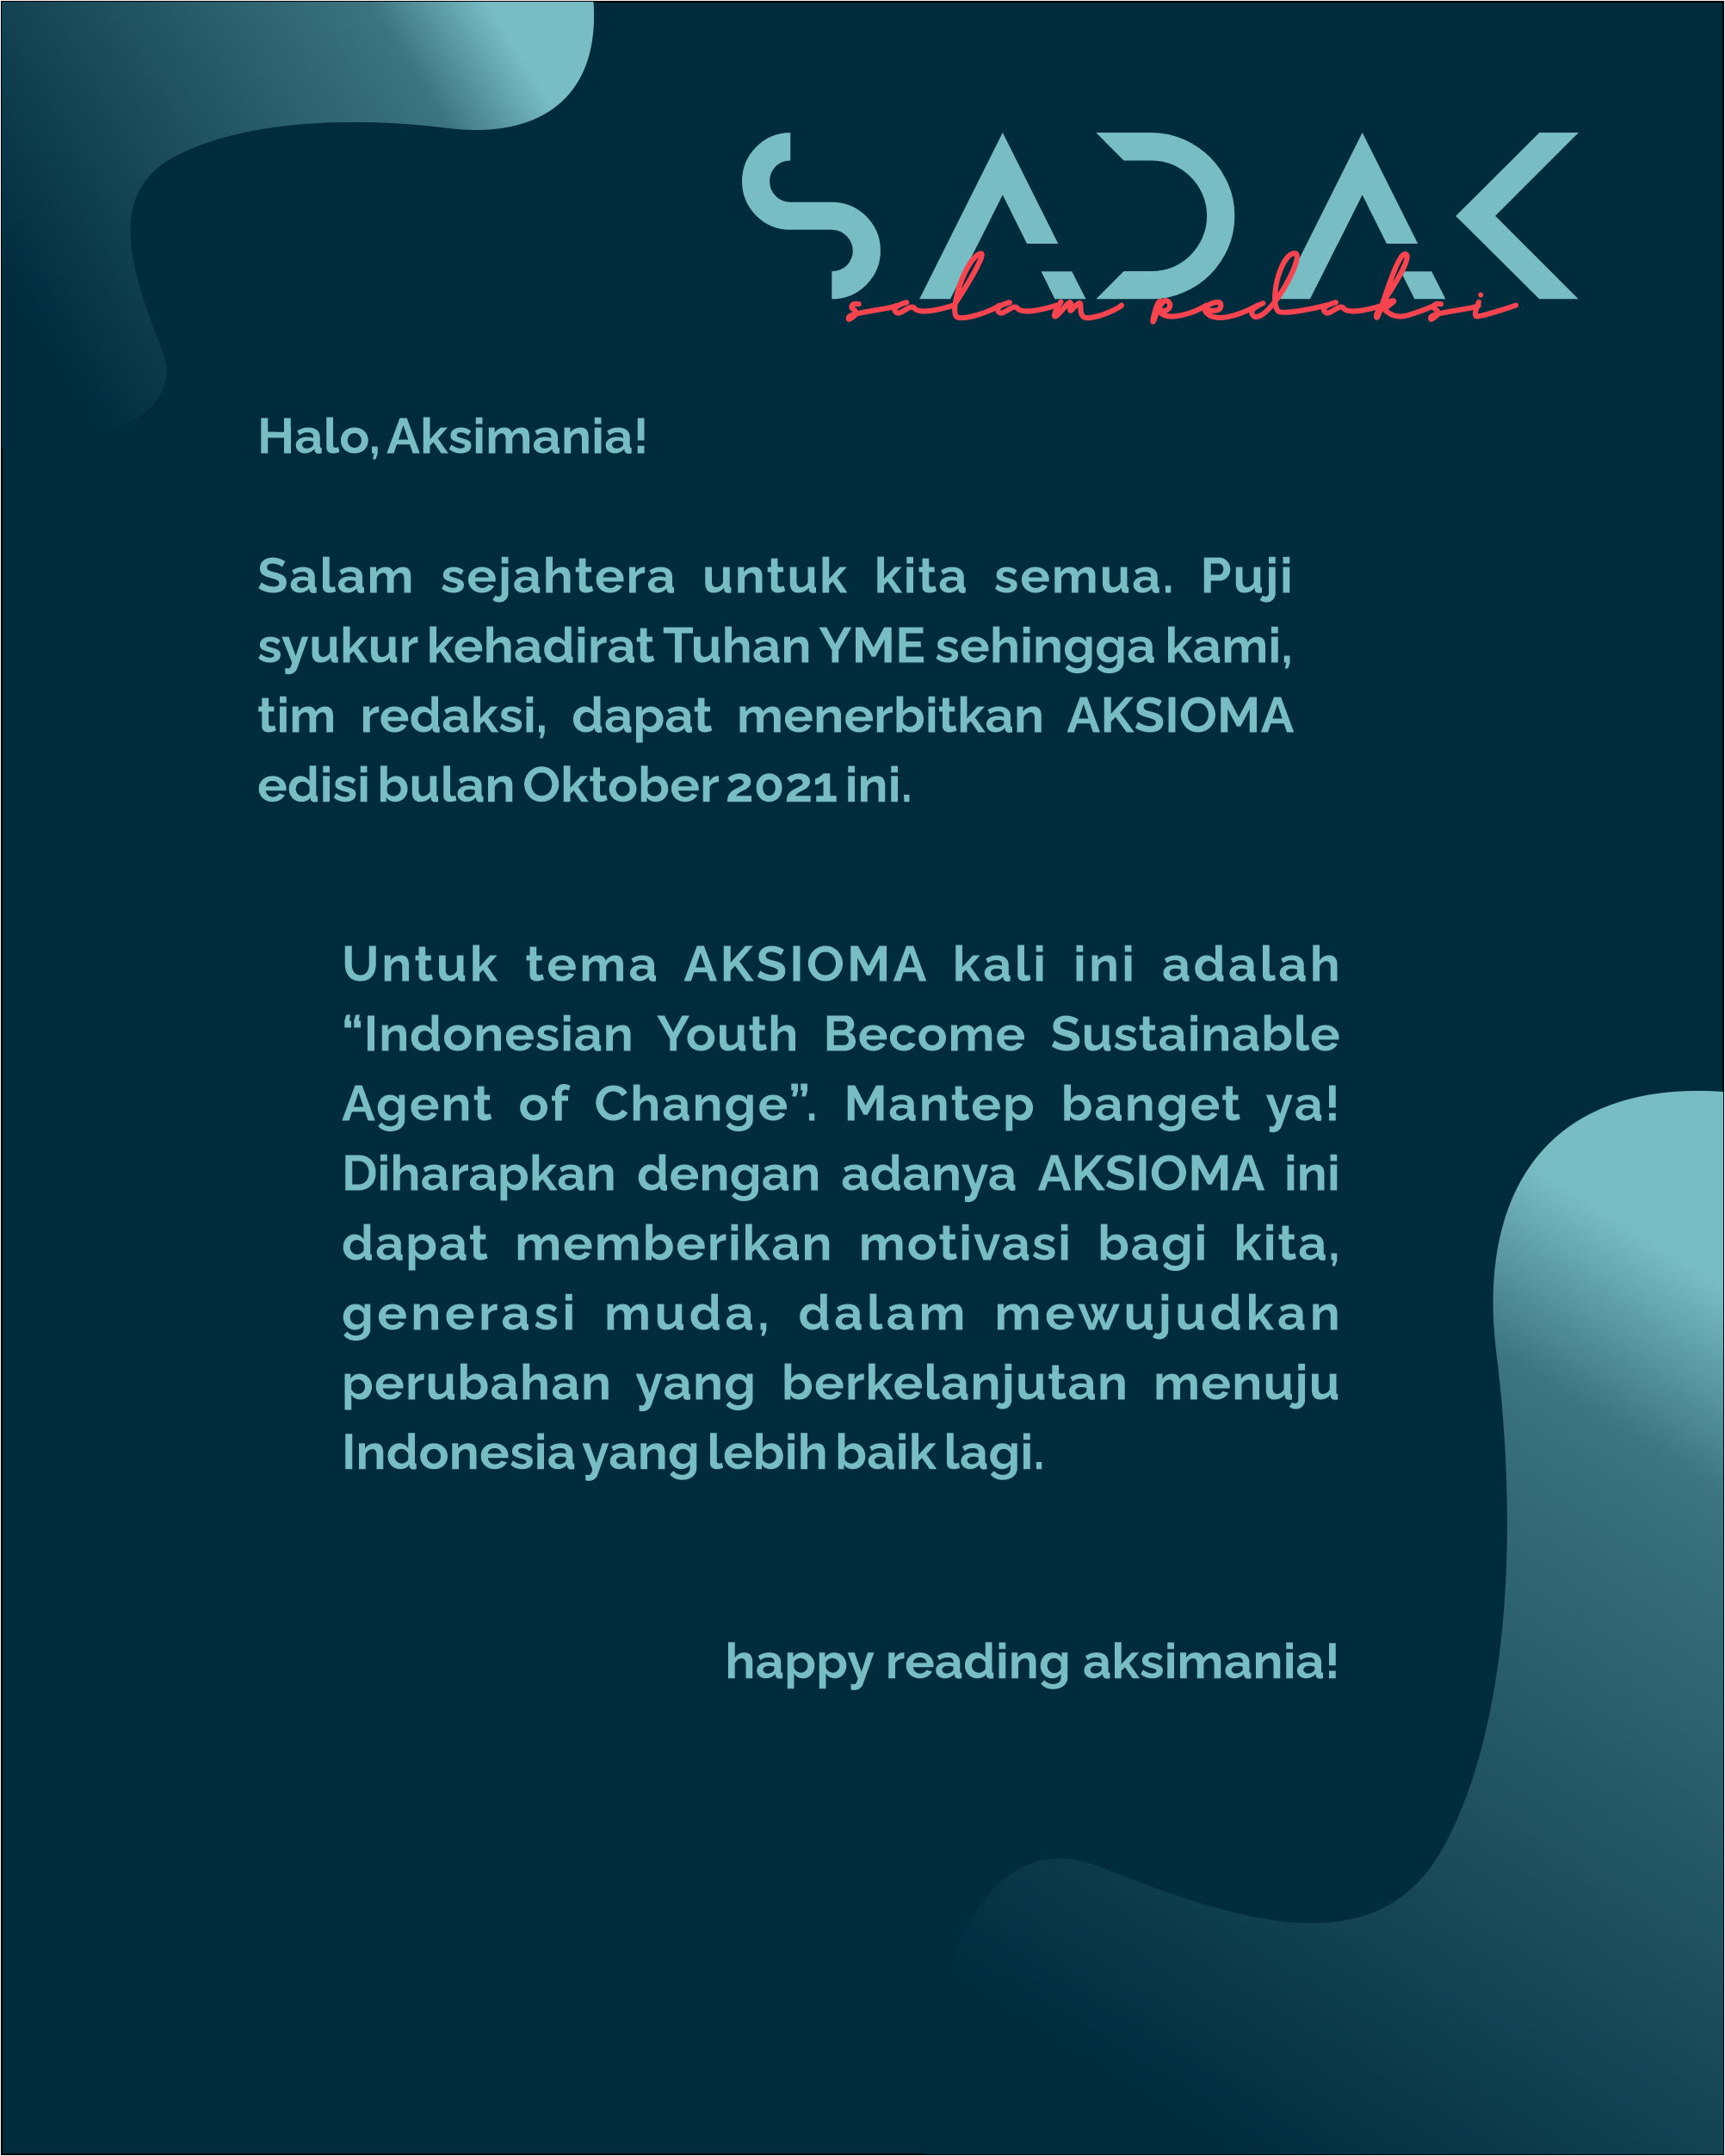 SADAK
salam redaksi
Halo, Aksimania!
Salam sejahtera untuk kita semua. Puji
syukur kehadirat Tuhan YME sehingga kami,
tim redaksi, dapat menerbitkan AKSIOMA
edisi bulan Oktober 2021 ini.
Untuk tema AKSIOMA kali ini adalah
“Indonesian Youth Become Sustainable
Agent of Change”. Mantep banget ya!
Diharapkan dengan adanya AKSIOMA ini
dapat memberikan motivasi bagi kita,
generasi muda, dalam mewujudkan
perubahan yang berkelanjutan menuju
Indonesia yang lebih baik lagi.
happy reading aksimania!